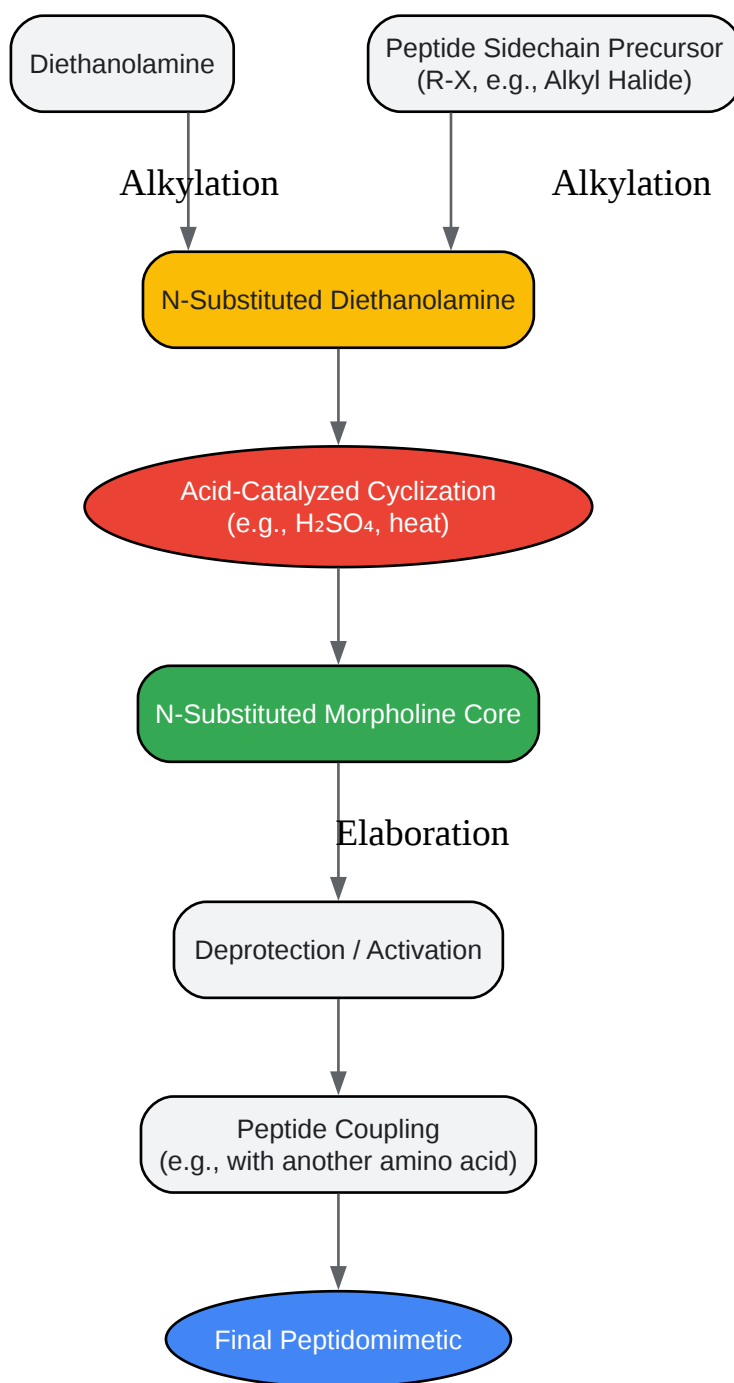 Diethanolamine
Peptide Sidechain Precursor
(R-X, e.g., Alkyl Halide)
Alkylation
Alkylation
N-Substituted Diethanolamine
Acid-Catalyzed Cyclization
(e.g., H₂SO₄, heat)
N-Substituted Morpholine Core
Elaboration
Deprotection / Activation
Peptide Coupling
(e.g., with another amino acid)
Final Peptidomimetic